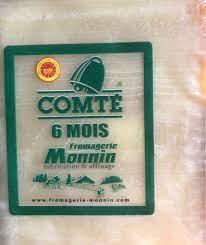 COMTÉ
6 MOIS
Fromagerie
Monnin
fabrication & affinage
www.fromagerie-monnin.com